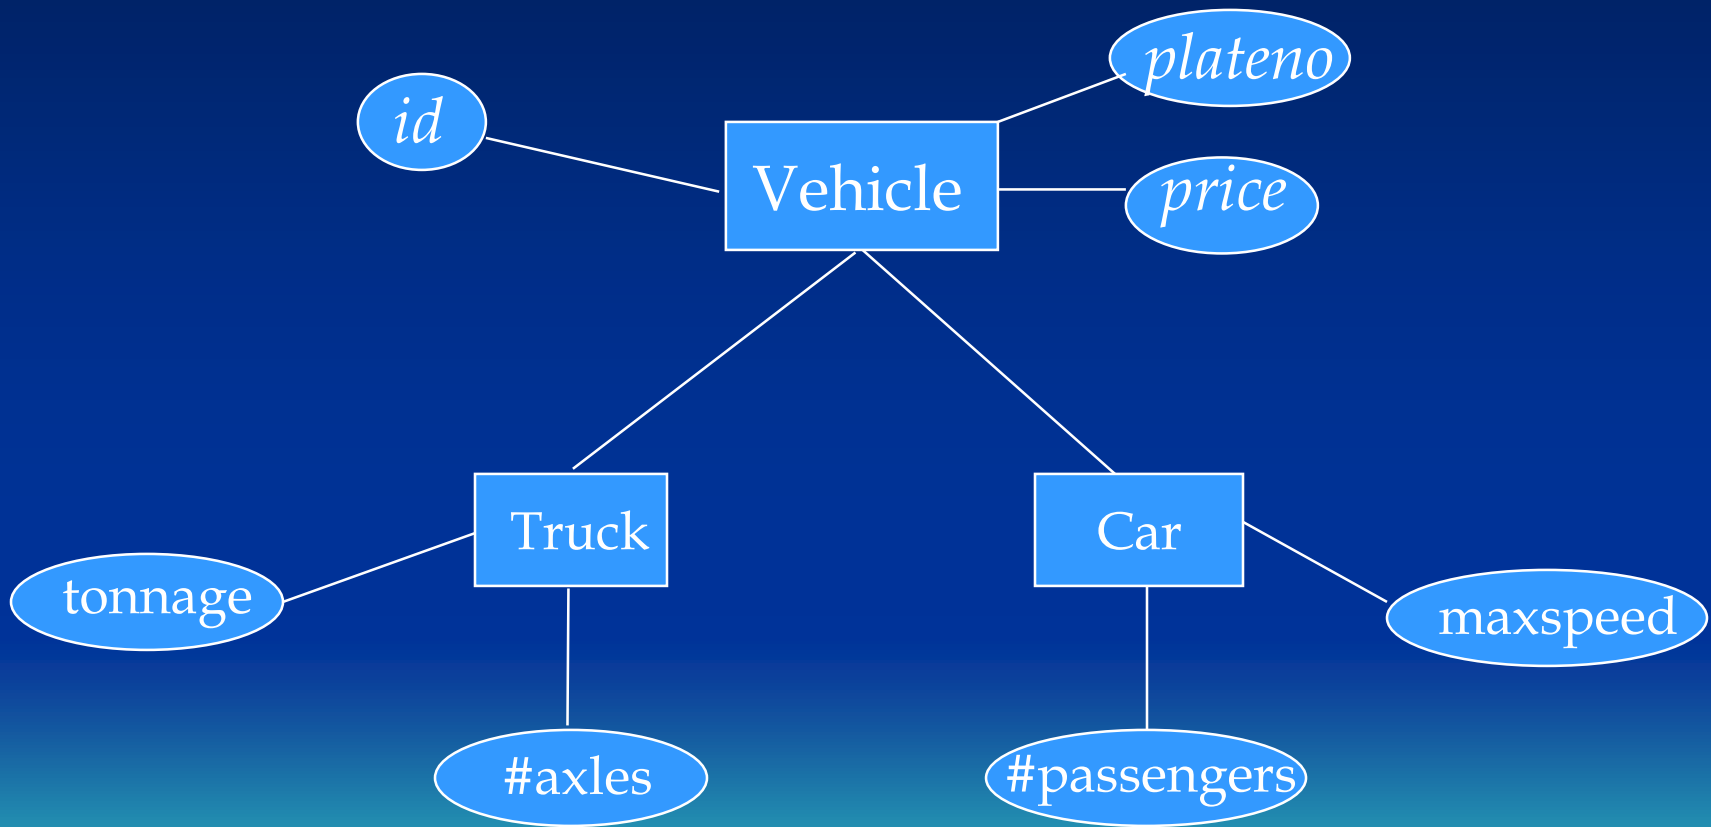 plateno
id
Vehicle
price
Truck
Car
tonnage
maxspeed
#axles
#passengers